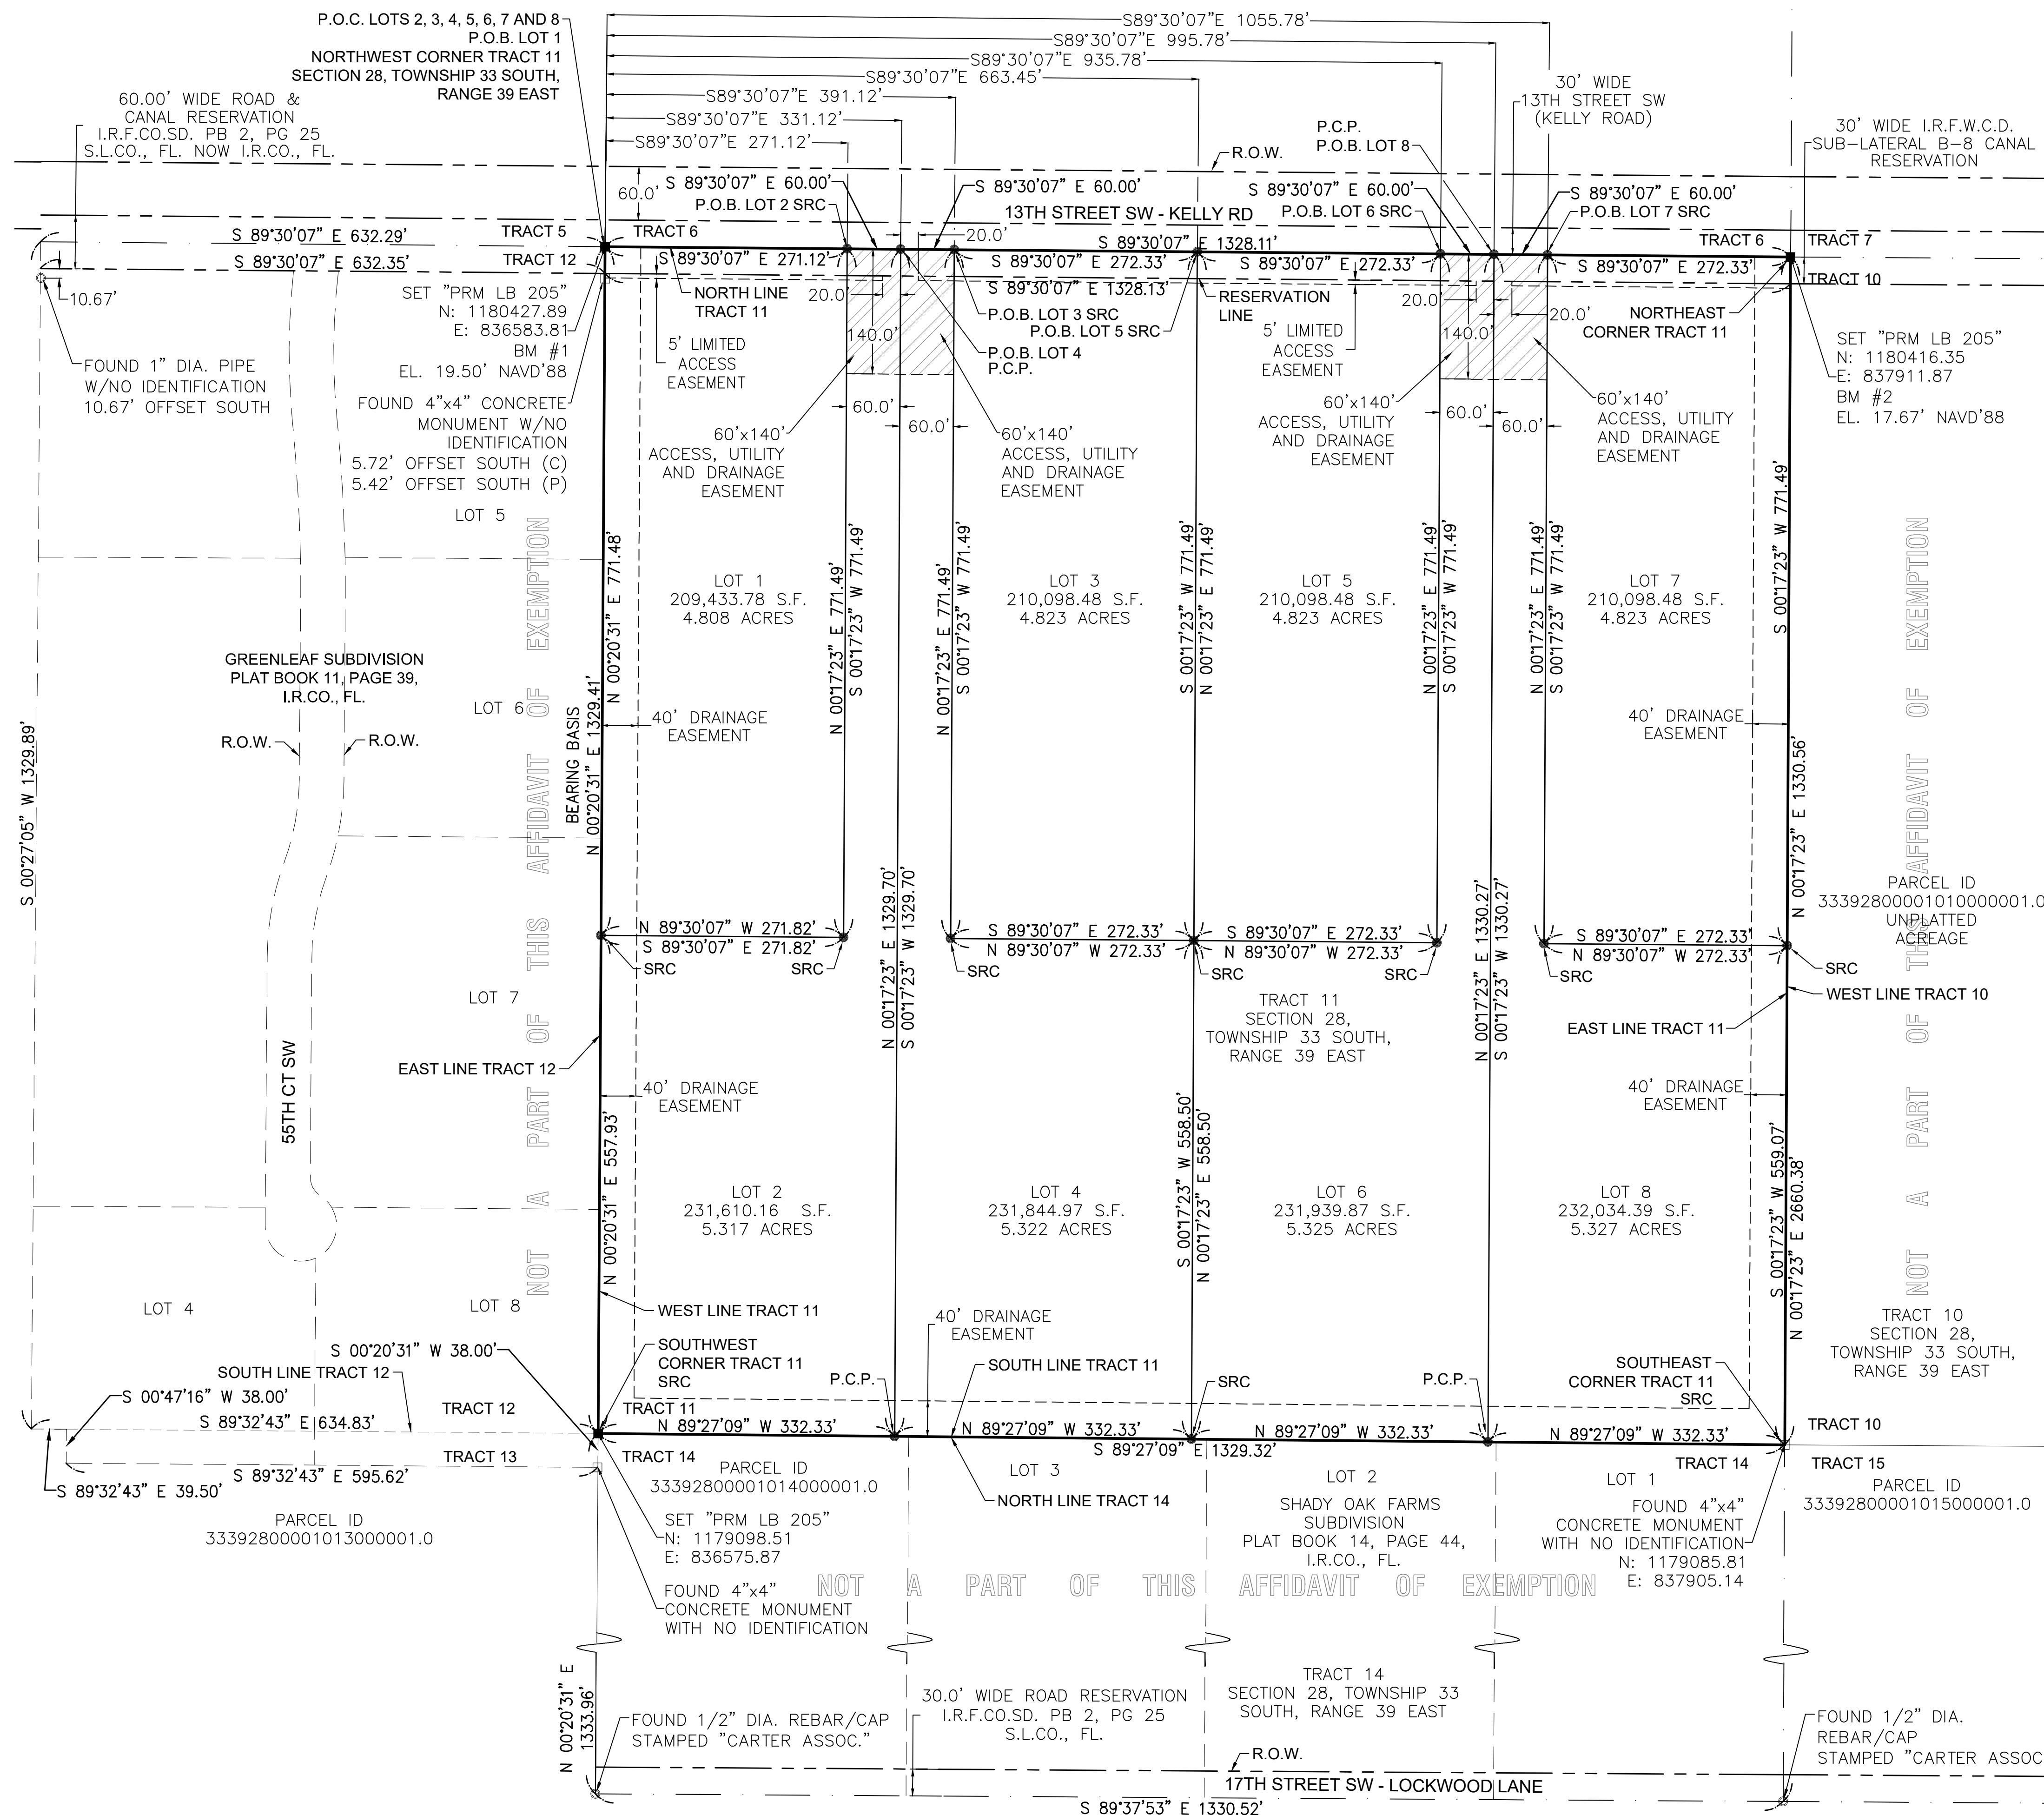 P.O.C. LOTS 2, 3, 4, 5, 6, 7 AND 8
P.O.B. LOT 1
NORTHWEST CORNER TRACT 11
SECTION 28, TOWNSHIP 33 SOUTH,
RANGE 39 EAST
S89°30'07"E 1055.78'
S89°30'07"E 995.78'
S89°30'07"E 935.78'
S89°30'07"E 663.45'
S89°30'07"E 391.12'
S89°30'07"E 331.12'
S89°30'07"E 271.12'
60.00' WIDE ROAD &
CANAL RESERVATION
I.R.F.CO.SD. PB 2, PG 25
S.L.CO., FL. NOW I.R.CO., FL.
30' WIDE
13TH STREET SW
(KELLY ROAD)
P.C.P.
P.O.B. LOT 8
R.O.W.
30' WIDE I.R.F.W.C.D.
SUB-LATERAL B-8 CANAL
RESERVATION
60.0'
S 89°30'07" E 60.00'
S 89°30'07" E 60.00'
S 89°30'07" E 60.00'
S 89°30'07" E 60.00'
P.O.B. LOT 2 SRC
13TH STREET SW - KELLY RD
P.O.B. LOT 6 SRC
P.O.B. LOT 7 SRC
S 89°30'07" E 632.29'
TRACT 5
TRACT 6
20.0'
S 89°30'07" E 1328.11'
TRACT 6
TRACT 7
S 89°30'07" E 632.35'
TRACT 12
S 89°30'07" E 271.12'
S 89°30'07" E 272.33'
S 89°30'07" E 272.33'
S 89°30'07" E 272.33'
TRACT 10
10.67'
SET "PRM LB 205"
N: 1180427.89
E: 836583.81
BM #1
EL. 19.50' NAVD'88
NORTH LINE
TRACT 11
20.0'
S 89°30'07" E 1328.13'
RESERVATION
LINE
20.0'
20.0'
NORTHEAST
CORNER TRACT 11
P.O.B. LOT 3 SRC
P.O.B. LOT 5 SRC
140.0'
140.0'
P.O.B. LOT 4
P.C.P.
5' LIMITED
ACCESS
EASEMENT
5' LIMITED
ACCESS
EASEMENT
SET "PRM LB 205"
N: 1180416.35
E: 837911.87
BM #2
EL. 17.67' NAVD'88
FOUND 1" DIA. PIPE
W/NO IDENTIFICATION
10.67' OFFSET SOUTH
FOUND 4"x4" CONCRETE
MONUMENT W/NO
IDENTIFICATION
5.72' OFFSET SOUTH (C)
5.42' OFFSET SOUTH (P)
60.0'
60.0'
60.0'
60.0'
60'x140'
ACCESS, UTILITY
AND DRAINAGE
EASEMENT
60'x140'
ACCESS, UTILITY
AND DRAINAGE
EASEMENT
60'x140'
ACCESS, UTILITY
AND DRAINAGE
EASEMENT
60'x140'
ACCESS, UTILITY
AND DRAINAGE
EASEMENT
LOT 5
N 00°20'31" E 771.48'
N 00°17'23" E 771.49'
S 00°17'23" W 771.49'
N 00°17'23" E 771.49'
S 00°17'23" W 771.49'
S 00°17'23" W 771.49'
N 00°17'23" E 771.49'
N 00°17'23" E 771.49'
S 00°17'23" W 771.49'
N 00°17'23" E 771.49'
S 00°17'23" W 771.49'
S 00°17'23" W 771.49'
LOT 1
209,433.78 S.F.
4.808 ACRES
LOT 3
210,098.48 S.F.
4.823 ACRES
LOT 5
210,098.48 S.F.
4.823 ACRES
LOT 7
210,098.48 S.F.
4.823 ACRES
GREENLEAF SUBDIVISION
PLAT BOOK 11, PAGE 39,
I.R.CO., FL.
R.O.W.
R.O.W.
LOT 6
40' DRAINAGE
EASEMENT
40' DRAINAGE
EASEMENT
BEARING BASIS
N 00°20'31" E 1329.41'
NOT A PART OF THIS AFFIDAVIT OF EXEMPTION
NOT A PART OF THIS AFFIDAVIT OF EXEMPTION
S 00°27'05" W 1329.89'
N 00°17'23" E 1330.56'
PARCEL ID
33392800001010000001.0
UNPLATTED
ACREAGE
N 89°30'07" W 271.82'
S 89°30'07" E 271.82'
SRC
SRC
S 89°30'07" E 272.33'
N 89°30'07" W 272.33'
SRC
S 89°30'07" E 272.33'
N 89°30'07" W 272.33'
SRC
SRC
S 89°30'07" E 272.33'
N 89°30'07" W 272.33'
SRC
SRC
N 00°17'23" E 1329.70'
S 00°17'23" W 1329.70'
N 00°17'23" E 1330.27'
S 00°17'23" W 1330.27'
LOT 7
TRACT 11
SECTION 28,
TOWNSHIP 33 SOUTH,
RANGE 39 EAST
WEST LINE TRACT 10
EAST LINE TRACT 11
EAST LINE TRACT 12
55TH CT SW
40' DRAINAGE
EASEMENT
40' DRAINAGE
EASEMENT
N 00°20'31" E 557.93'
S 00°17'23" W 558.50'
N 00°17'23" E 558.50'
S 00°17'23" W 559.07'
N 00°17'23" E 2660.38'
LOT 2
231,610.16 S.F.
5.317 ACRES
LOT 4
231,844.97 S.F.
5.322 ACRES
LOT 6
231,939.87 S.F.
5.325 ACRES
LOT 8
232,034.39 S.F.
5.327 ACRES
LOT 4
LOT 8
WEST LINE TRACT 11
40' DRAINAGE
EASEMENT
TRACT 10
SECTION 28,
TOWNSHIP 33 SOUTH,
RANGE 39 EAST
S 00°20'31" W 38.00'
SOUTH LINE TRACT 12
SOUTHWEST
CORNER TRACT 11
SRC
P.C.P.
SOUTH LINE TRACT 11
SRC
P.C.P.
SOUTHEAST
CORNER TRACT 11
SRC
S 00°47'16" W 38.00'
S 89°32'43" E 634.83'
TRACT 12
TRACT 11
N 89°27'09" W 332.33'
N 89°27'09" W 332.33'
N 89°27'09" W 332.33'
N 89°27'09" W 332.33'
TRACT 10
S 89°27'09" E 1329.32'
TRACT 13
TRACT 14
TRACT 14
TRACT 15
S 89°32'43" E 595.62'
S 89°32'43" E 39.50'
PARCEL ID
33392800001013000001.0
PARCEL ID
33392800001014000001.0
LOT 3
NORTH LINE TRACT 14
LOT 2
SHADY OAK FARMS
SUBDIVISION
PLAT BOOK 14, PAGE 44,
I.R.CO., FL.
LOT 1
PARCEL ID
33392800001015000001.0
SET "PRM LB 205"
N: 1179098.51
E: 836575.87
FOUND 4"x4"
CONCRETE MONUMENT
WITH NO IDENTIFICATION
N: 1179085.81
E: 837905.14
FOUND 4"x4"
CONCRETE MONUMENT
WITH NO IDENTIFICATION
NOT A PART OF THIS AFFIDAVIT OF EXEMPTION
N 00°20'31" E
1333.96'
FOUND 1/2" DIA. REBAR/CAP
STAMPED "CARTER ASSOC."
30.0' WIDE ROAD RESERVATION
I.R.F.CO.SD. PB 2, PG 25
S.L.CO., FL.
TRACT 14
SECTION 28, TOWNSHIP 33
SOUTH, RANGE 39 EAST
R.O.W.
17TH STREET SW - LOCKWOOD LANE
S 89°37'53" E 1330.52'
FOUND 1/2" DIA.
REBAR/CAP
STAMPED "CARTER ASSOC